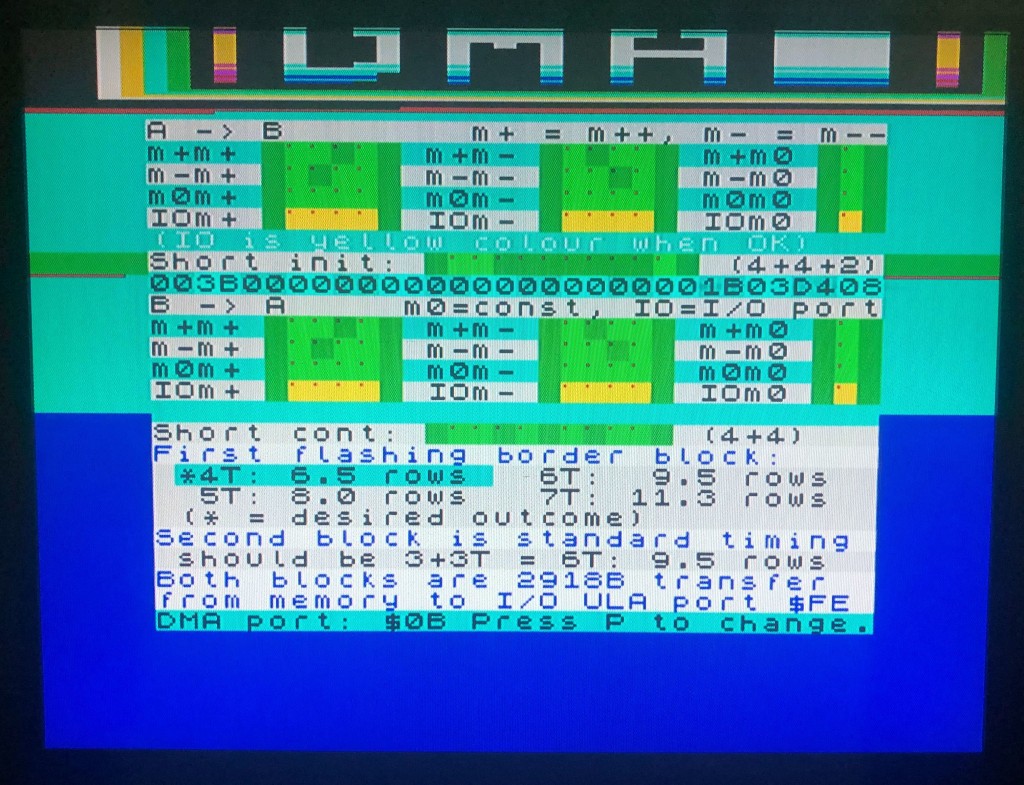 DMA
A -> B m+ = m++, m- = m--
m+m+ m+m- m+m0
m-m+ m-m- m-m0
m0m+ m0m- m0m0
IOm+ IOm- IOm0
(IO is yellow colour when OK)
Short init: (4+4+2)
003B00000000000000000001B03D408
B -> A m0=const, IO=I/O port
m+m+ m+m- m+m0
m-m+ m-m- m-m0
m0m+ m0m- m0m0
IOm+ IOm- IOm0
Short cont: (4+4)
First flashing border block:
*4T: 6.5 rows 6T: 9.5 rows
5T: 8.0 rows 7T: 11.3 rows
(* = desired outcome)
Second block is standard timing
should be 3+3T = 6T: 9.5 rows
Both blocks are 2918B transfer
from memory to I/O ULA port $FE
DMA port: $0B Press P to change.